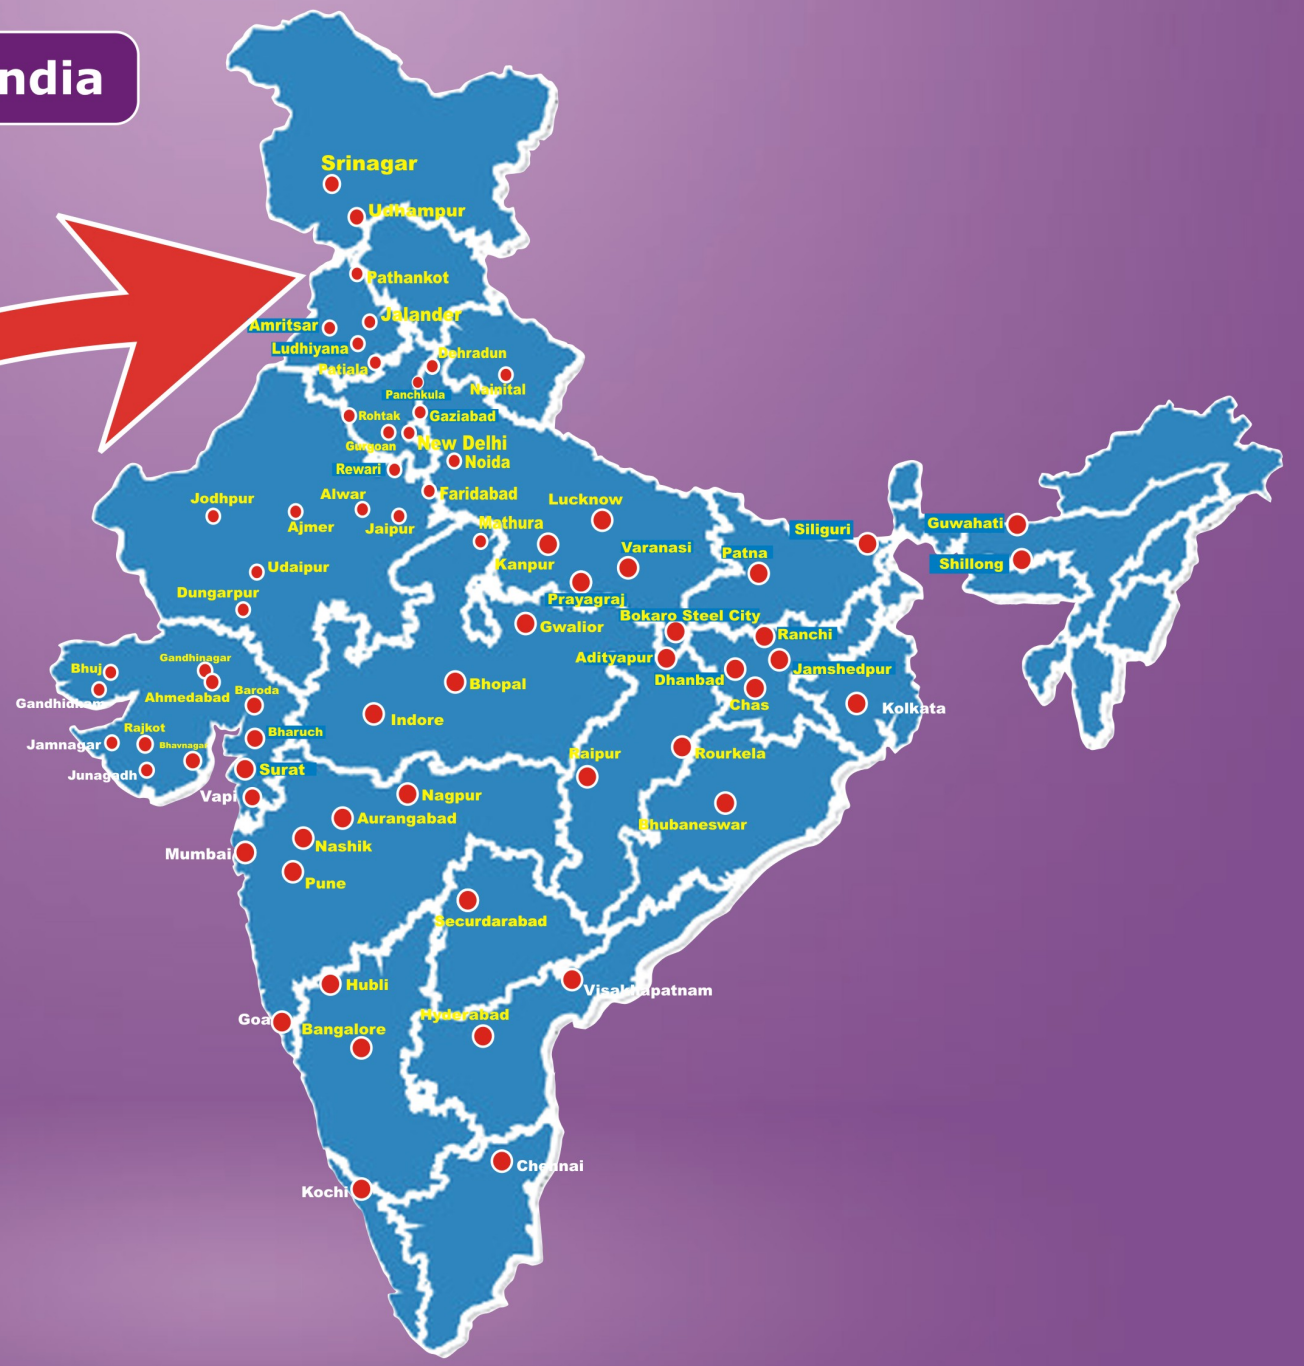 ndia
Srinagar
Udhampur
Pathankot
Jalander
Amritsar
Ludhiyana
Patiala
Dehradun
Nainital
Panchkula
Rohtak
Gaziabad
Gurgoan
New Delhi
Rewari
Noida
Faridabad
Jodhpur
Ajmer
Alwar
Jaipur
Mathura
Lucknow
Kanpur
Varanasi
Prayagraj
Patna
Siliguri
Guwahati
Shillong
Udaipur
Dungarpur
Gwalior
Bokaro Steel City
Ranchi
Adityapur
Dhanbad
Jamshedpur
Chas
Kolkata
Bhuj
Gandhidham
Gandhinagar
Ahmedabad
Baroda
Bhopal
Indore
Jamnagar
Rajkot
Bhavnagar
Junagadh
Bharuch
Surat
Vapi
Raipur
Rourkela
Bhubaneswar
Nagpur
Aurangabad
Nashik
Mumbai
Pune
Securdarabad
Hubli
Visakhapatnam
Goa
Bangalore
Hyderabad
Chennai
Kochi